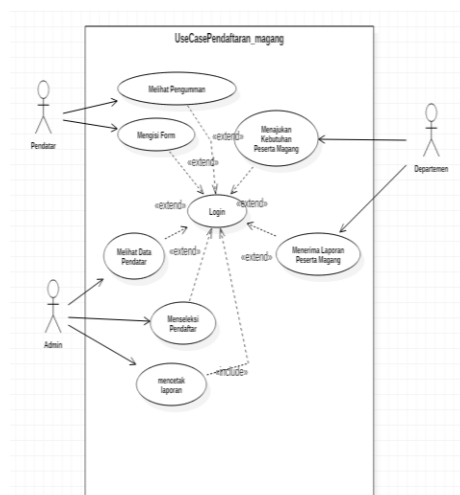 UseCasePendaftaran_magang
Melihat Pengumman
Pendatar
Mengisi Form
«extend»
Menajukan
Kebutuhan
Peserta Magang
Departemen
«extend»
«extend»
«extend»
Login
Melihat Data
Pendatar
«extend»
«extend»
Menerima Laporan
Peserta Magang
Admin
Menseleksi
Pendaftar
mencetak
laporan
«include»